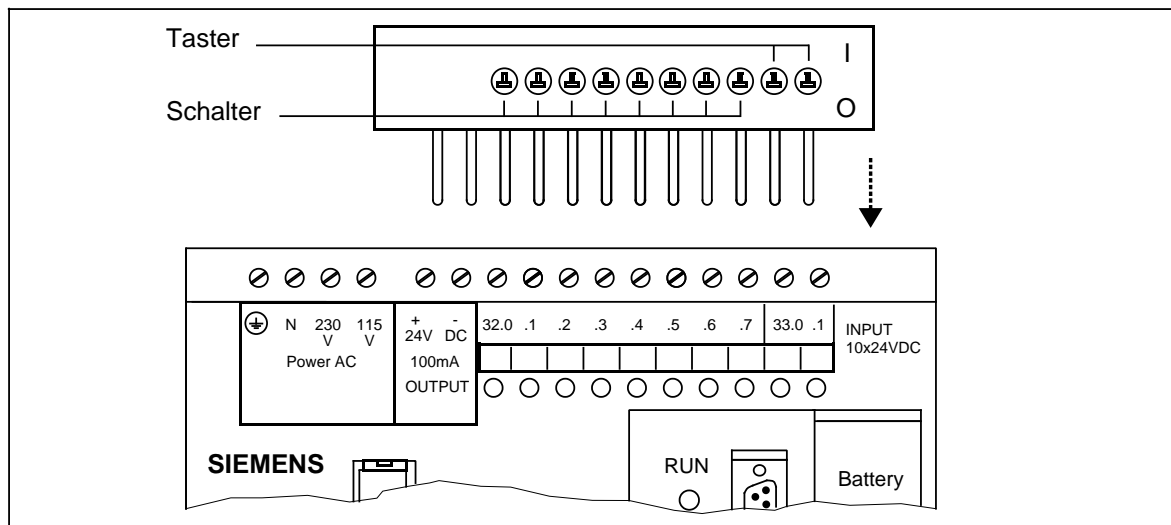 Taster
I
Schalter
O
N 230 V 115 V
Power AC
+ 24V - DC
100mA
OUTPUT
32.0 .1 .2 .3 .4 .5 .6 .7 33.0 .1
INPUT
10x24VDC
SIEMENS
RUN
Battery